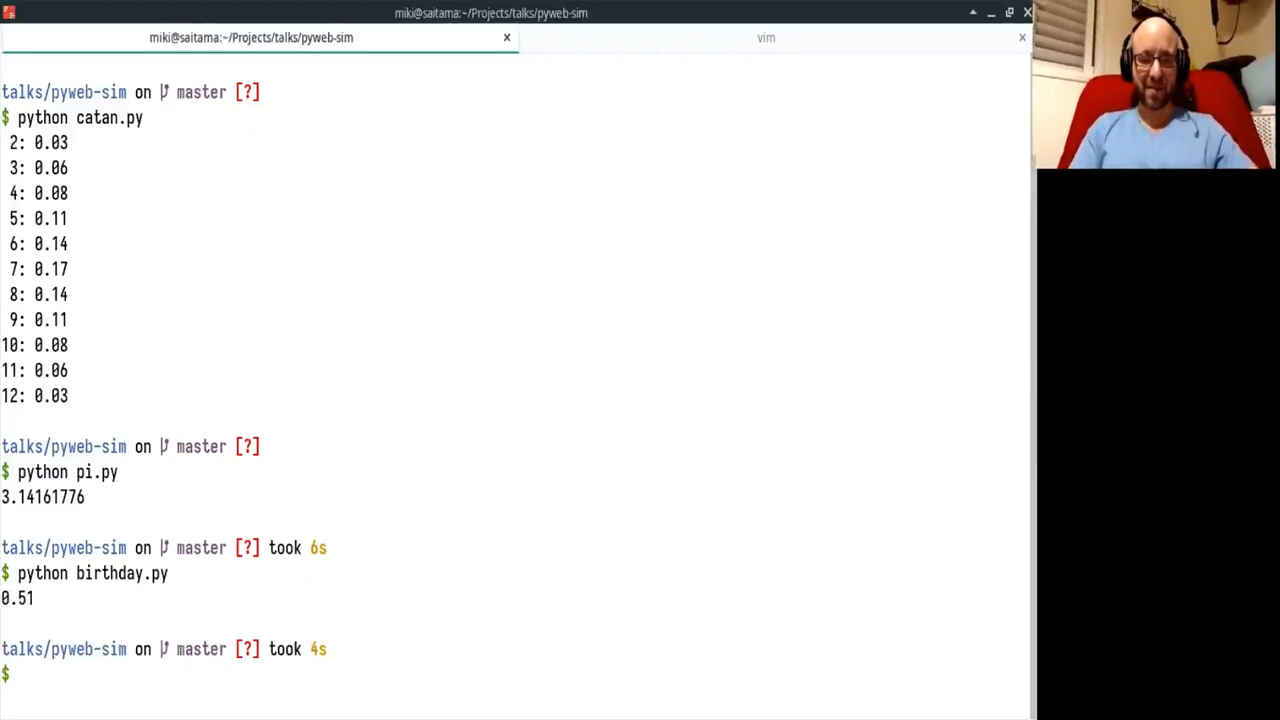 miki@saitama:~/Projects/talks/pyweb-sim
miki@saitama:~/Projects/talks/pyweb-sim
vim
talks/pyweb-sim on master [?]
$ python catan.py
2: 0.03
3: 0.06
4: 0.08
5: 0.11
6: 0.14
7: 0.17
8: 0.14
9: 0.11
10: 0.08
11: 0.06
12: 0.03
talks/pyweb-sim on master [?]
$ python pi.py
3.14161776
talks/pyweb-sim on master [?] took 6s
$ python birthday.py
0.51
talks/pyweb-sim on master [?] took 4s
$